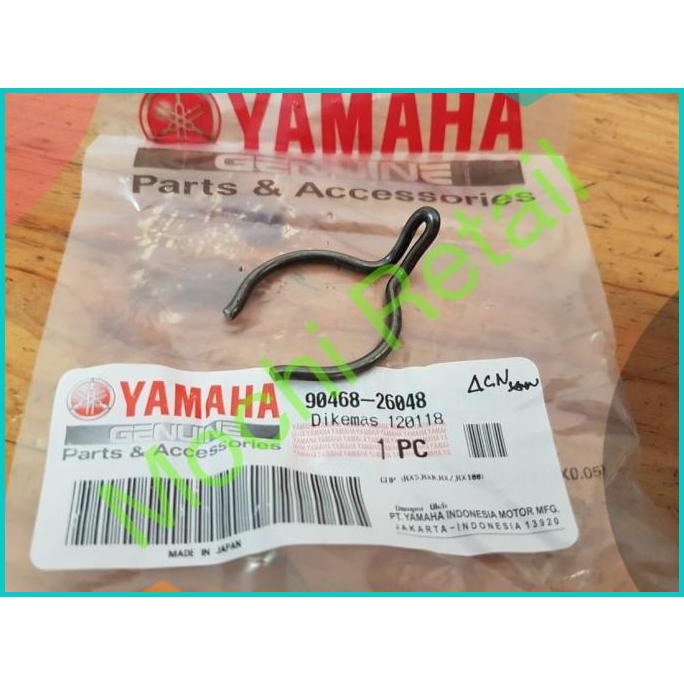 YAMAHA
GENUINE
Parts & Accessories
Mochi Retail
YAMAHA
GENUINE
Parts & Accessories
MADE IN JAPAN
90468-26048
Dikemas 120118
1 PC
PT.YAMAHA INDONESIA MOTOR MFG.
JAKARTA-INDONESIA 13920